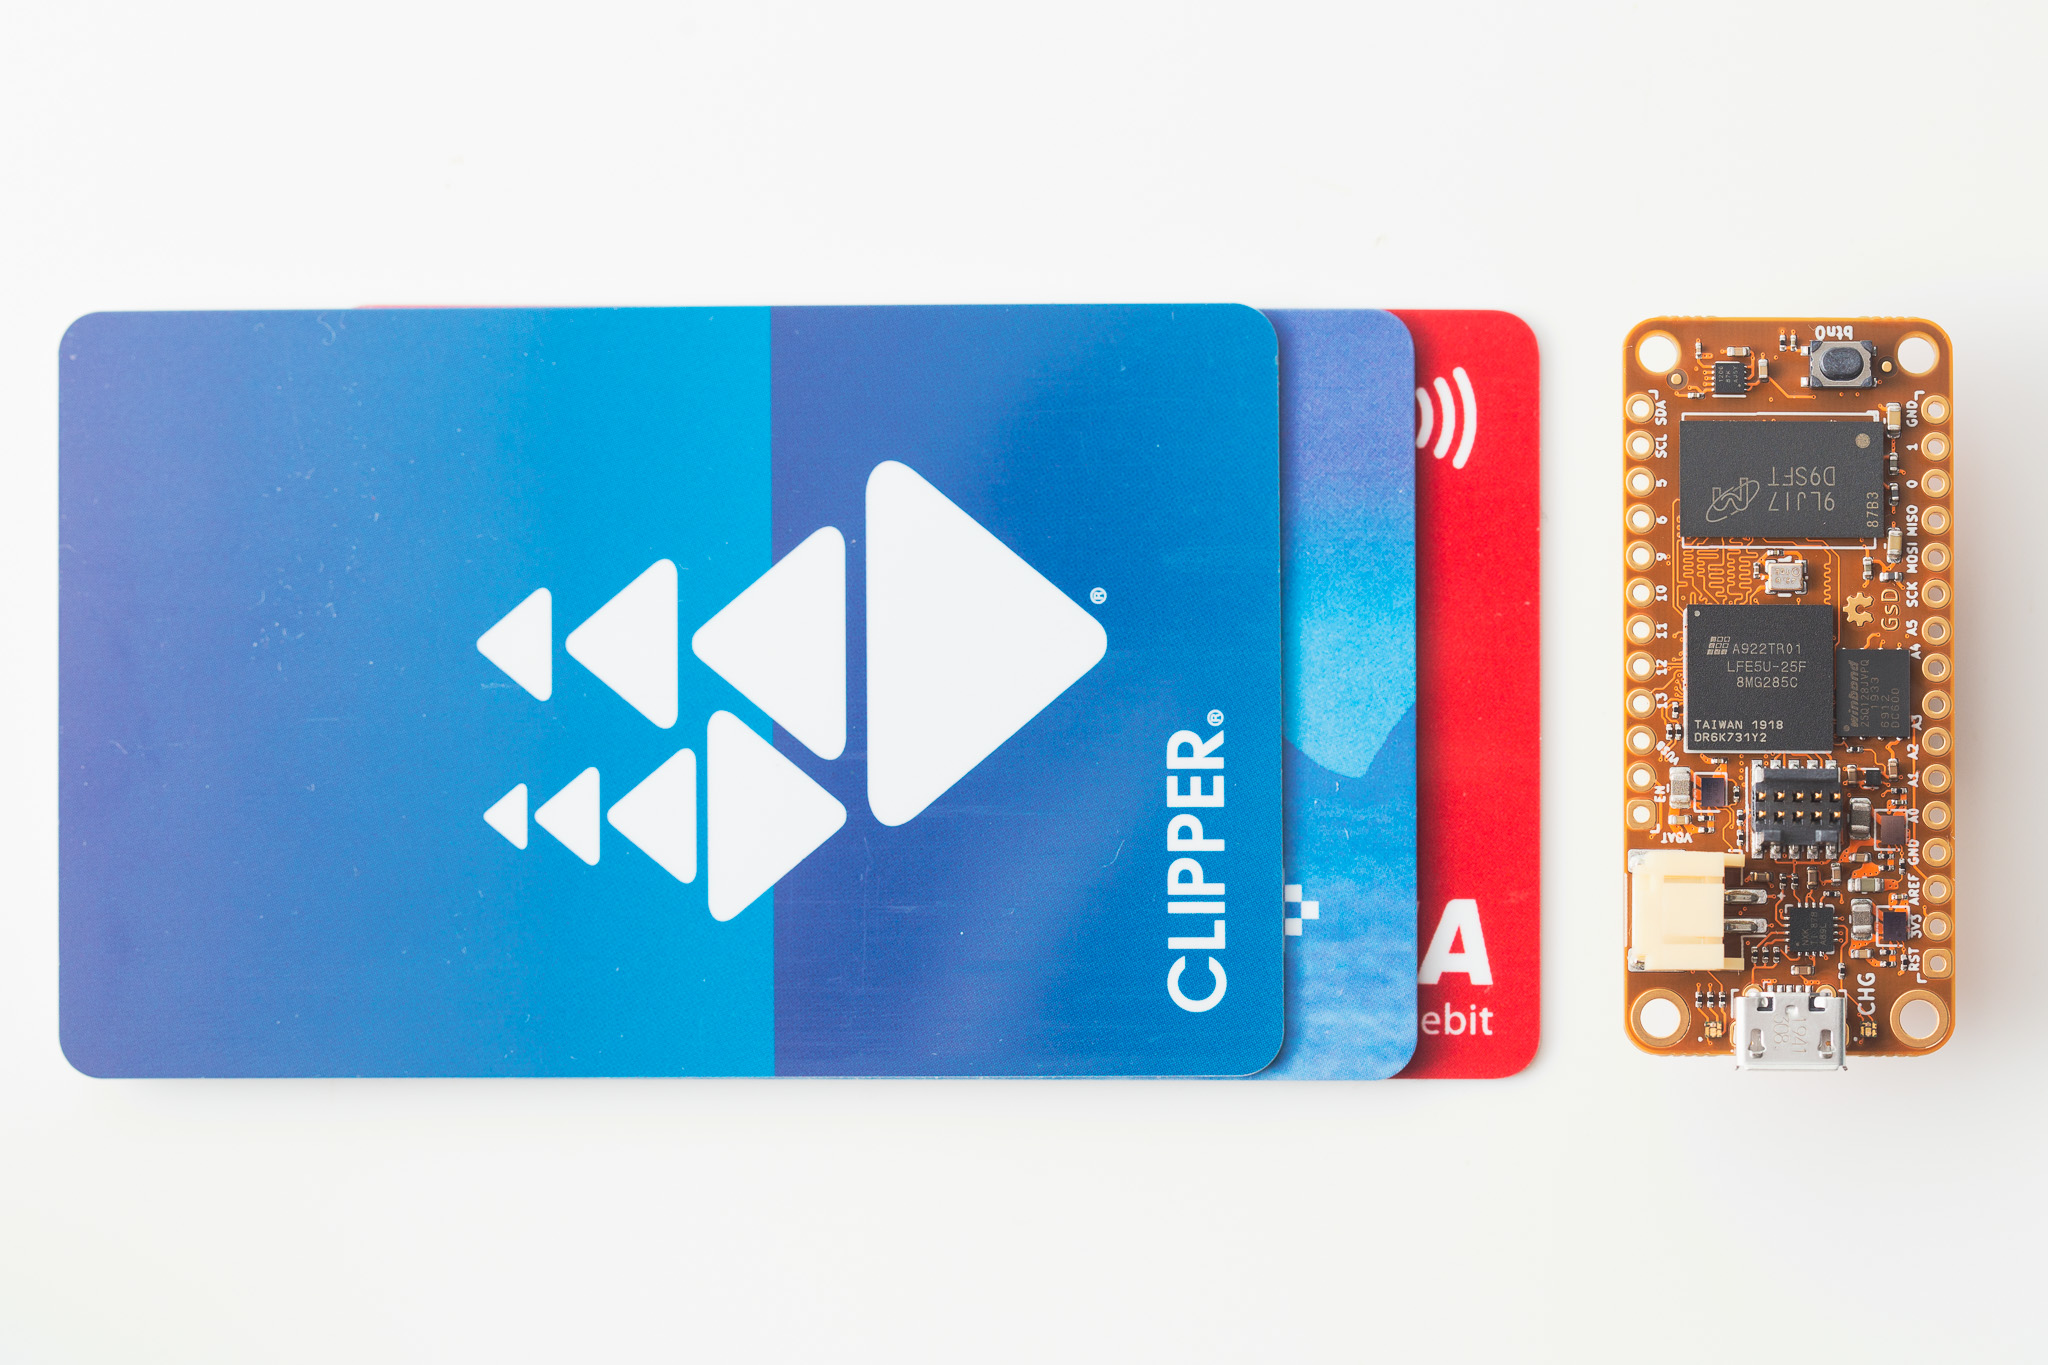 CLIPPER®
®
A
ebit
btn0
SDA
SCL
5
6
9
10
11
12
13
VUSB
EN
VBAT
GND
1
0
MISO
MOSI
SCK
A5
A4
A3
A2
A1
A0
GND
AREF
3V3
RST
9LJ17
D9SFT
87B3
GsD
A922TR01
LFE5U-25F
8MG285C
TAIWAN 1918
DR6K731Y2
winbond
25Q128JVPQ
1933
6912
DC600
CHG